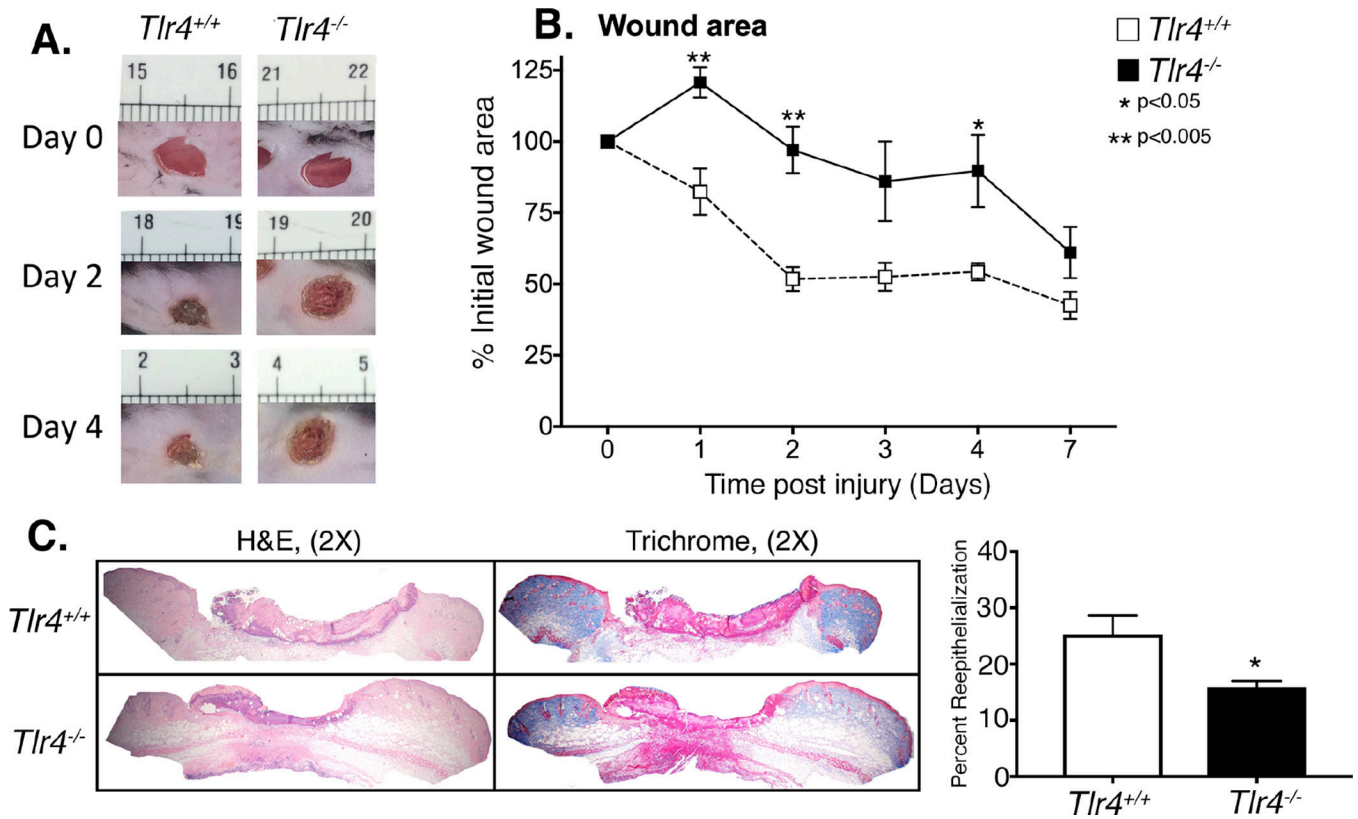 A.
Tlr4+/+ Tlr4-/-
15 16
21 22
Day 0
18 19
19 20
Day 2
2 3
4 5
Day 4
B. Wound area
Tlr4+/+
Tlr4-/-
* p<0.05
** p<0.005
% Initial wound area
125
100
75
50
25
0
** ** *
0 1 2 3 4 7
Time post injury (Days)
C.
H&E, (2X) Trichrome, (2X)
Tlr4+/+
Tlr4-/-
Percent Reepithelialization
40
30
20
10
0
*
Tlr4+/+ Tlr4-/-